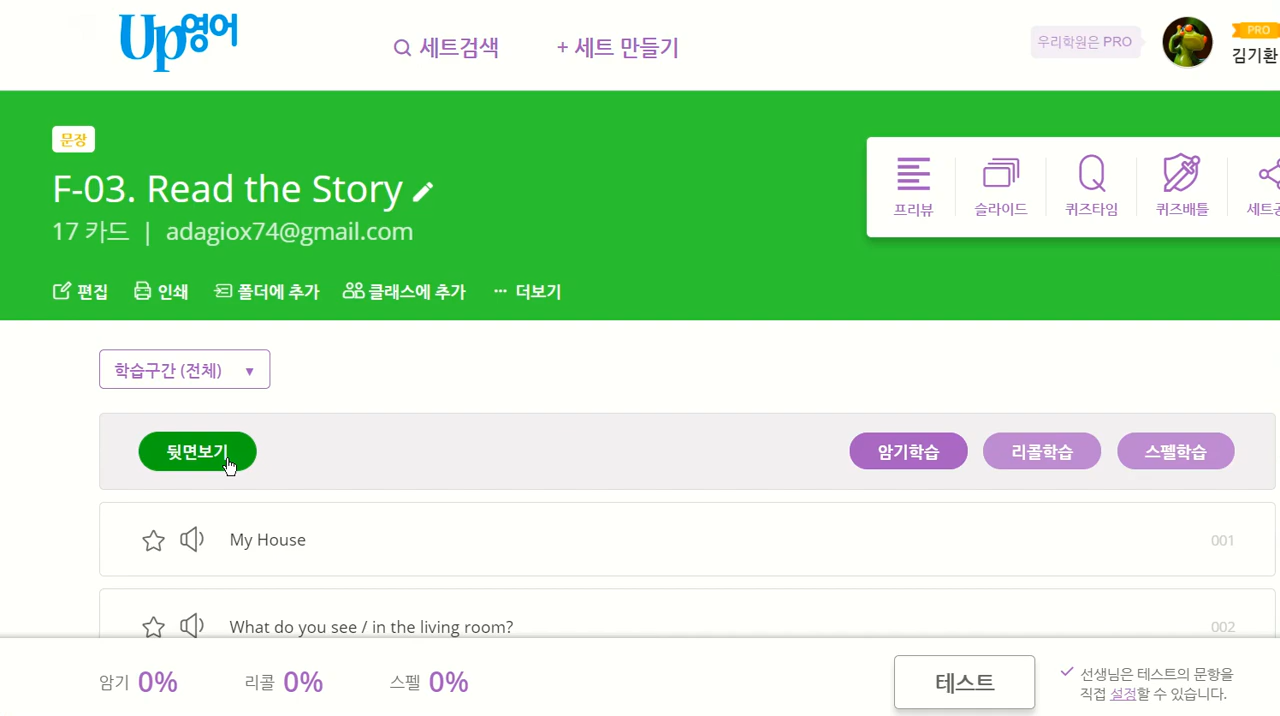 Up영어
세트검색
+ 세트 만들기
우리학원은 PRO
PRO
김기환
문장
F-03. Read the Story
17 카드 | adagiox74@gmail.com
프리뷰
슬라이드
퀴즈타임
퀴즈배틀
세트공
편집
인쇄
폴더에 추가
클래스에 추가
··· 더보기
학습구간 (전체) ▼
뒷면보기
암기학습
리콜학습
스펠학습
My House
001
What do you see / in the living room?
002
암기 0%
리콜 0%
스펠 0%
테스트
선생님은 테스트의 문항을
직접 설정할 수 있습니다.